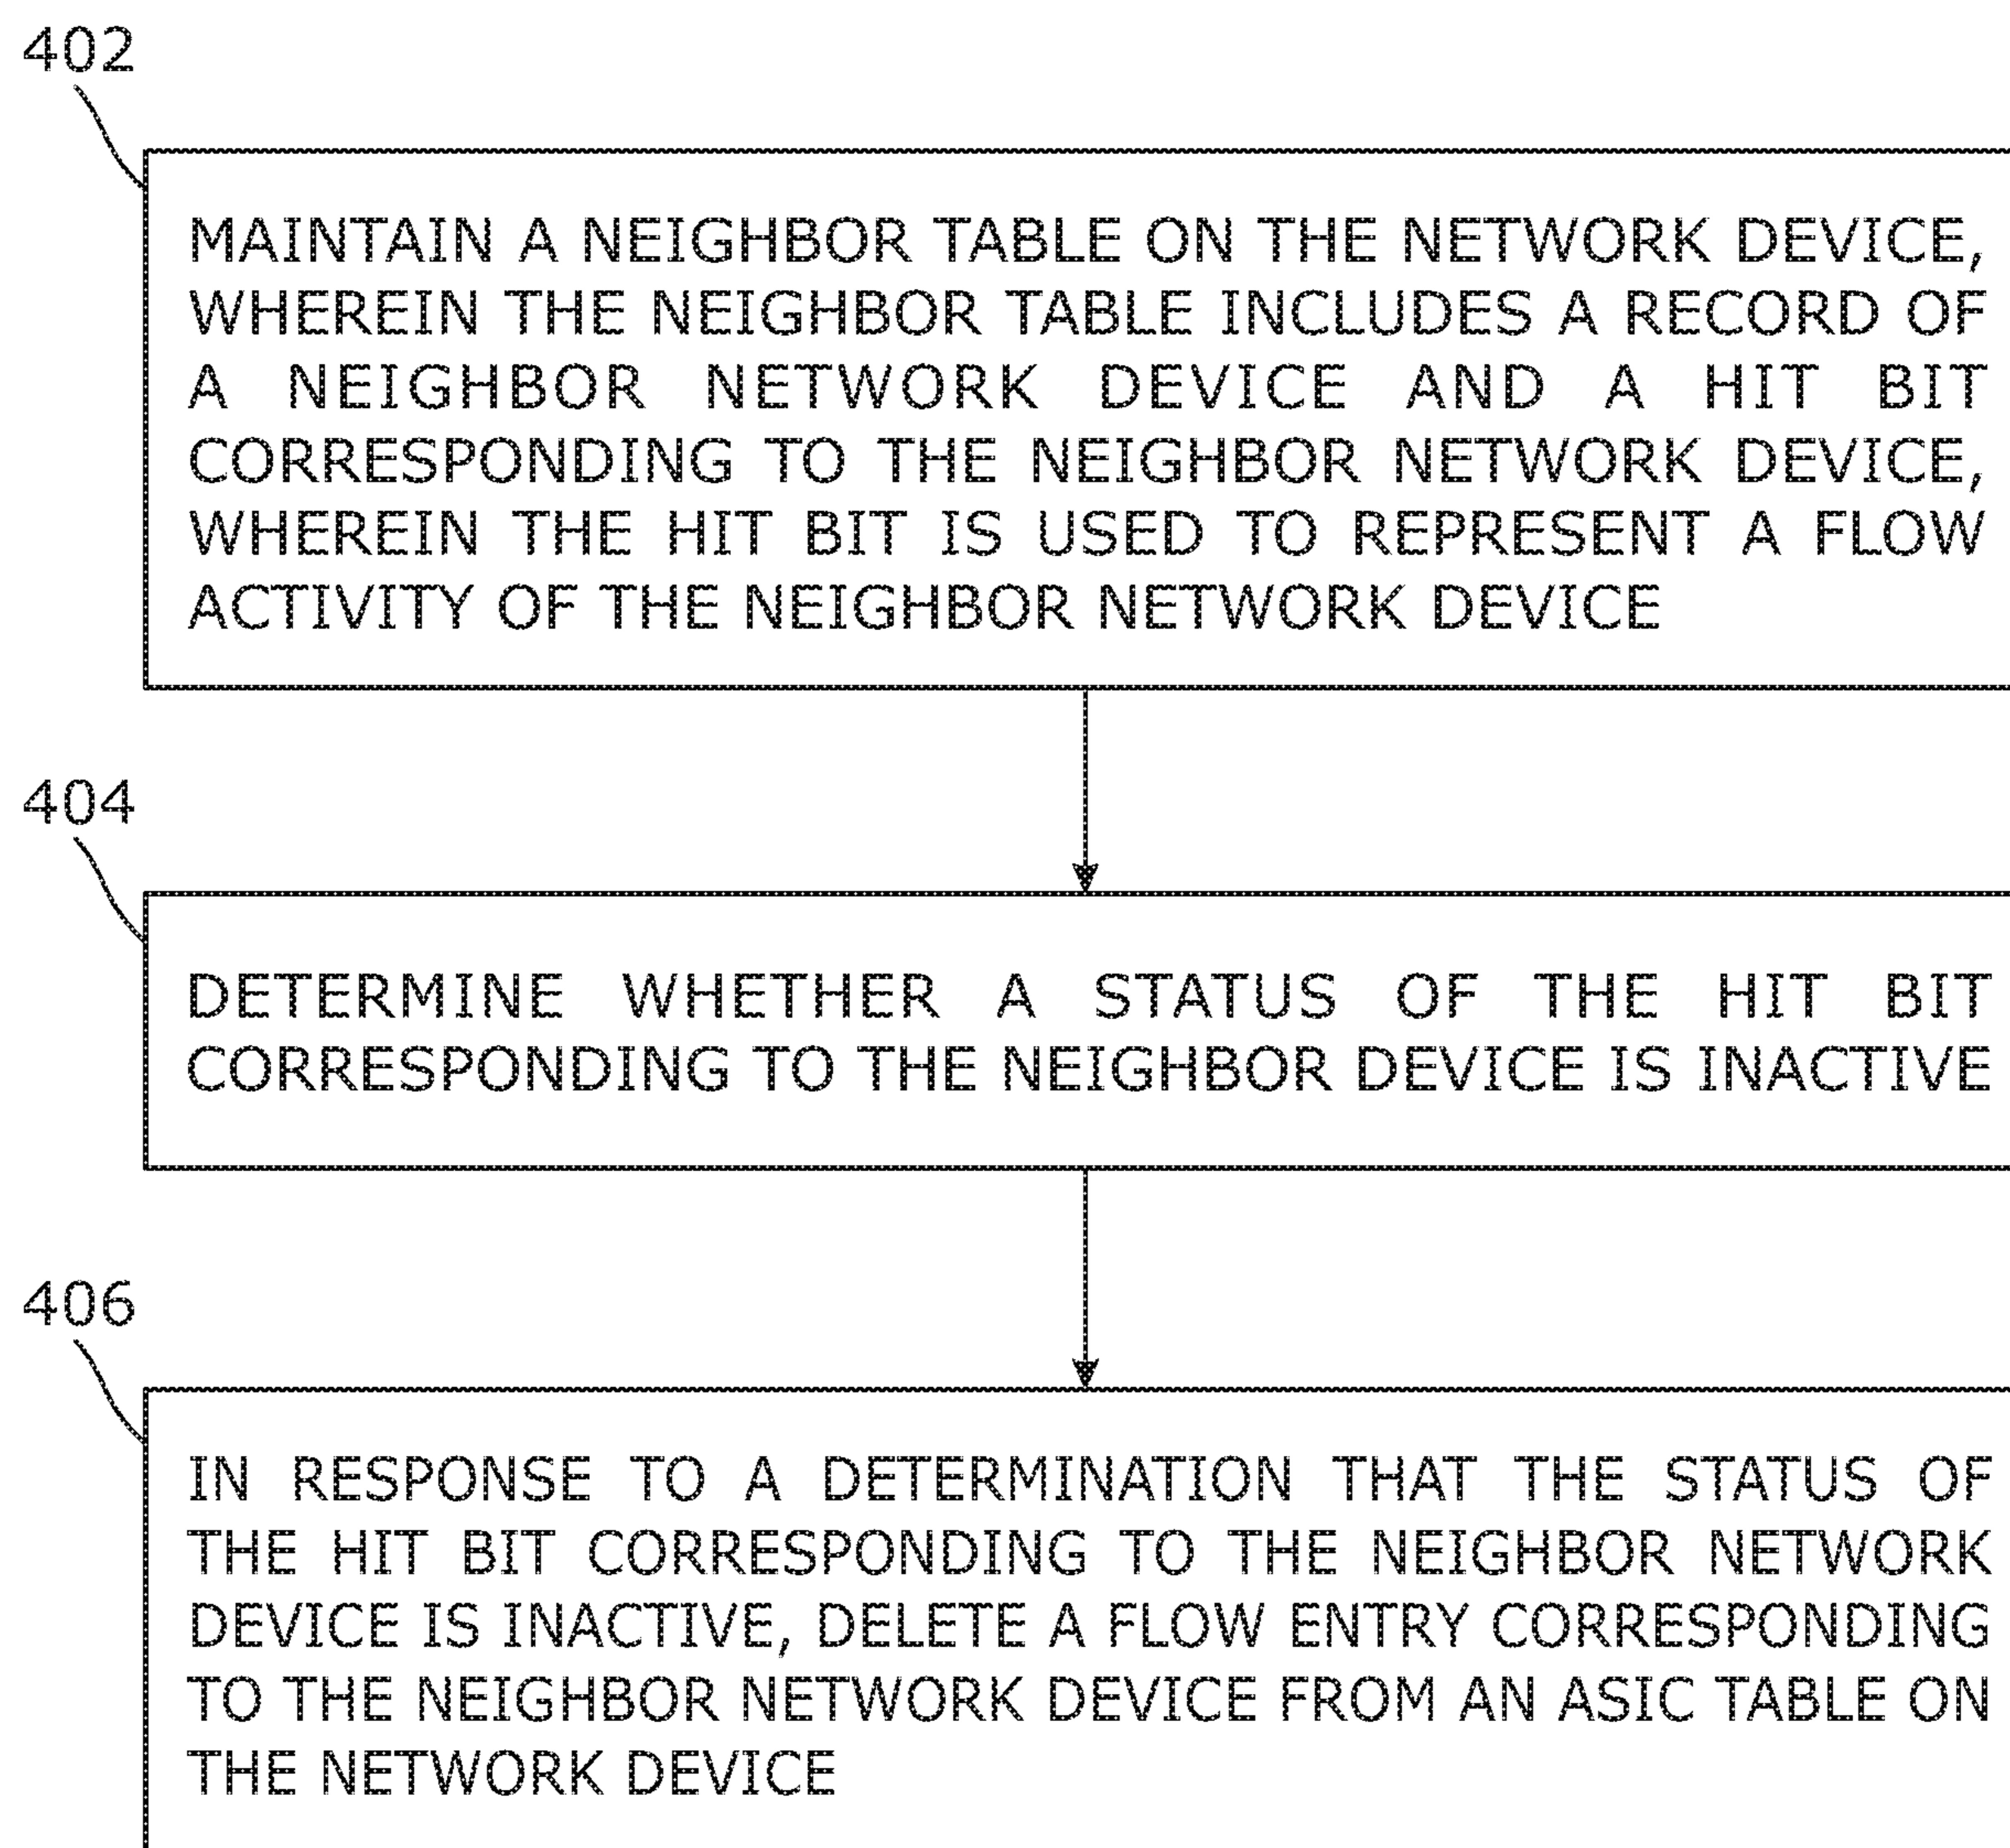 402
MAINTAIN A NEIGHBOR TABLE ON THE NETWORK DEVICE,
WHEREIN THE NEIGHBOR TABLE INCLUDES A RECORD OF
A NEIGHBOR NETWORK DEVICE AND A HIT BIT
CORRESPONDING TO THE NEIGHBOR NETWORK DEVICE,
WHEREIN THE HIT BIT IS USED TO REPRESENT A FLOW
ACTIVITY OF THE NEIGHBOR NETWORK DEVICE
404
DETERMINE WHETHER A STATUS OF THE HIT BIT
CORRESPONDING TO THE NEIGHBOR DEVICE IS INACTIVE
406
IN RESPONSE TO A DETERMINATION THAT THE STATUS OF
THE HIT BIT CORRESPONDING TO THE NEIGHBOR NETWORK
DEVICE IS INACTIVE, DELETE A FLOW ENTRY CORRESPONDING
TO THE NEIGHBOR NETWORK DEVICE FROM AN ASIC TABLE ON
THE NETWORK DEVICE